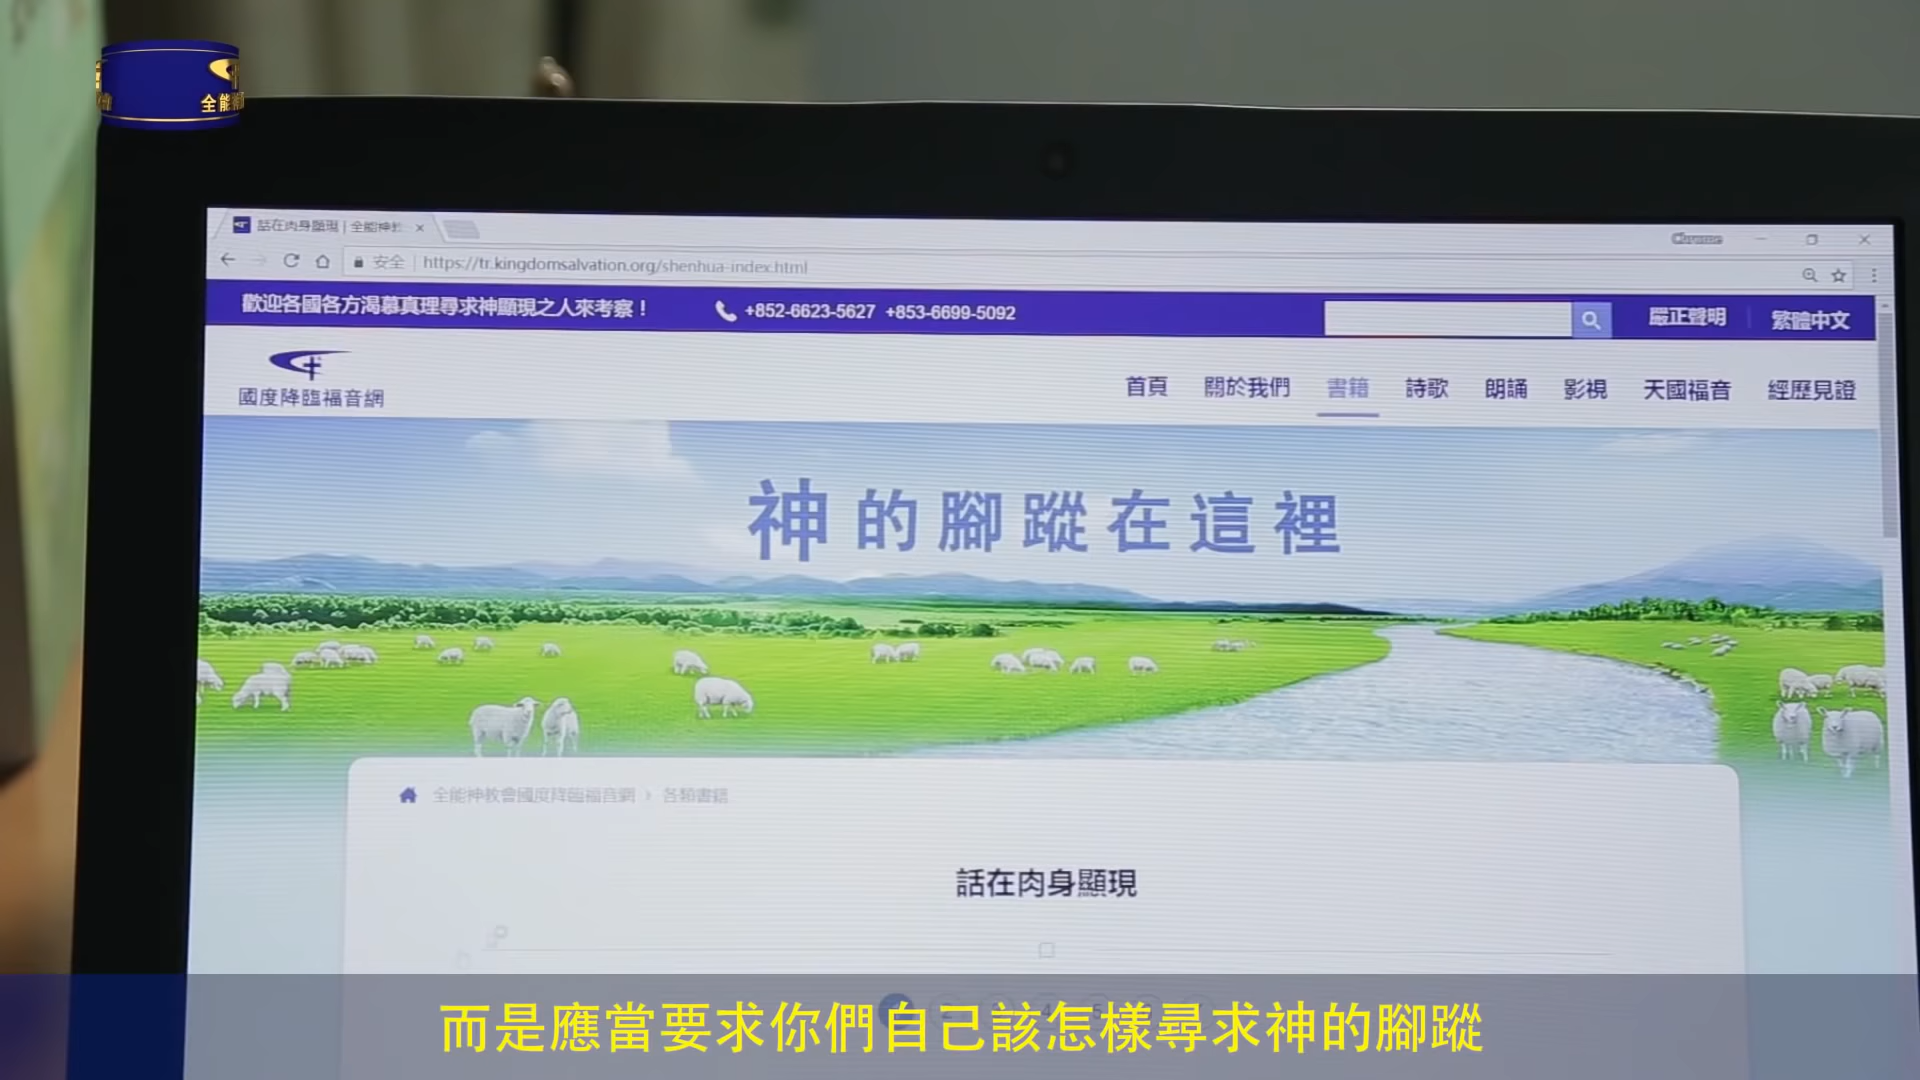 全能神
話在肉身顯現 | 全能神教
Chrome
安全
https://tr.kingdomsalvation.org/shenhua-index.html
歡迎各國各方渴慕真理尋求神顯現之人來考察！
+852-6623-5627 +853-6699-5092
嚴正聲明
繁體中文
國度降臨福音網
首頁 關於我們 書籍 詩歌 朗誦 影視 天國福音 經歷見證
神的腳蹤在這裡
全能神教會國度降臨福音網 › 各類書籍
話在肉身顯現
而是應當要求你們自己該怎樣尋求神的腳蹤